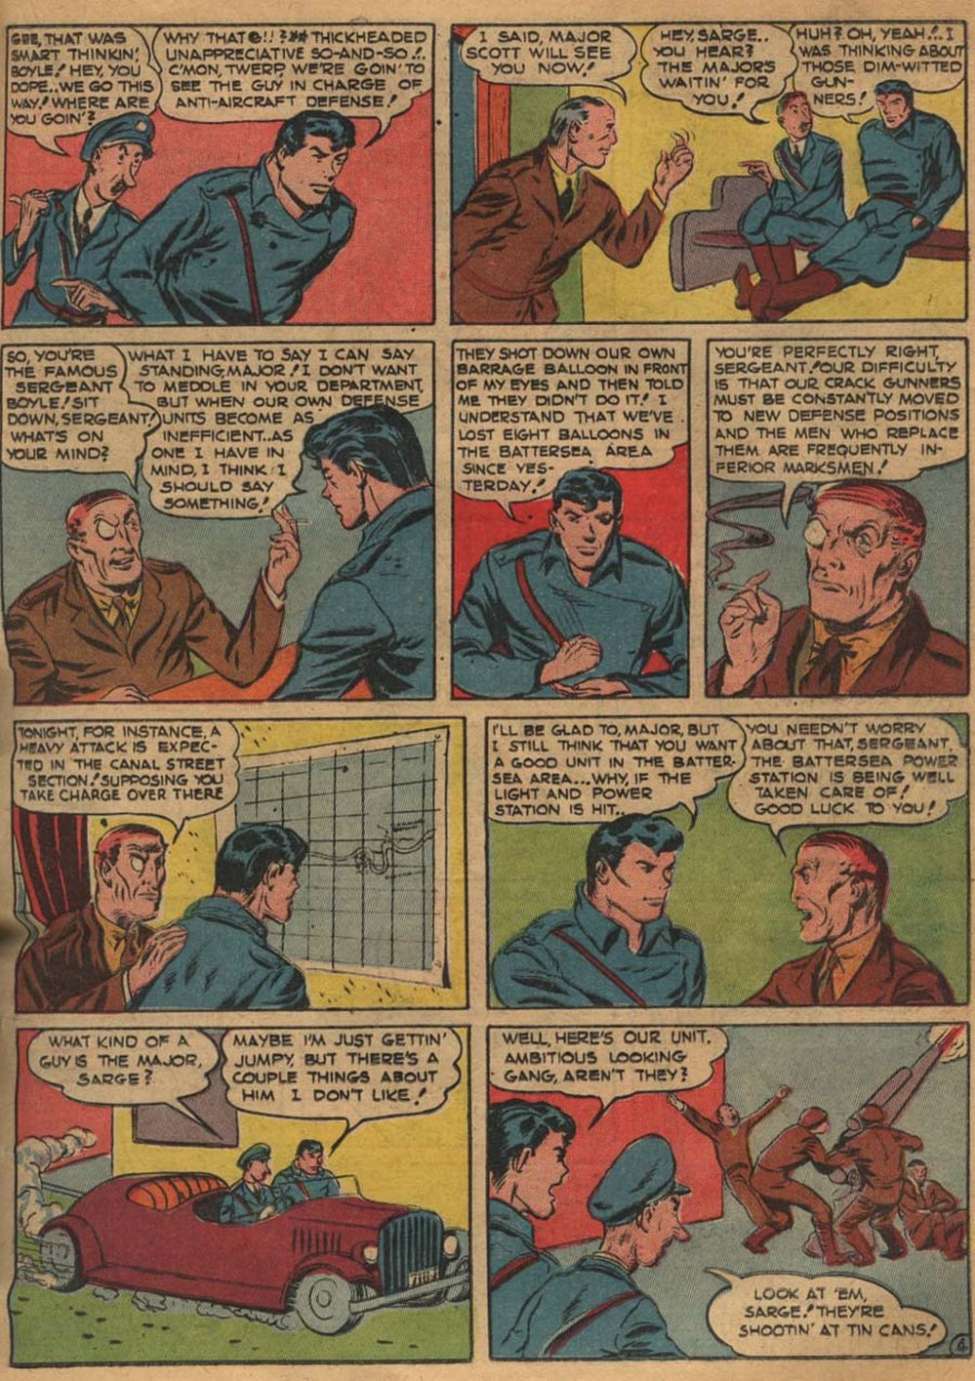 GEE, THAT WAS
SMART THINKIN',
BOYLE! HEY, YOU
DOPE.. WE GO THIS
WAY! WHERE ARE
YOU GOIN'?
WHY THAT @!!?** THICKHEADED
UNAPPRECIATIVE SO-AND-SO!.
C'MON, TWERP, WE'RE GOIN' TO
SEE THE GUY IN CHARGE OF
ANTI-AIRCRAFT DEFENSE!
I SAID, MAJOR
SCOTT WILL SEE
YOU NOW!
HEY, SARGE..
YOU HEAR?
THE MAJOR'S
WAITIN' FOR
YOU!
HUH? OH, YEAH!. I
WAS THINKING ABOUT
THOSE DIM-WITTED
GUN-
NERS!
SO, YOU'RE
THE FAMOUS
SERGEANT
BOYLE! SIT
DOWN, SERGEANT!
WHAT'S ON
YOUR MIND?
WHAT I HAVE TO SAY I CAN SAY
STANDING, MAJOR! I DON'T WANT
TO MEDDLE IN YOUR DEPARTMENT,
BUT WHEN OUR OWN DEFENSE
UNITS BECOME AS
INEFFICIENT..AS
ONE I HAVE IN
MIND, I THINK I
SHOULD SAY
SOMETHING!
THEY SHOT DOWN OUR OWN
BARRAGE BALLOON IN FRONT
OF MY EYES AND THEN TOLD
ME THEY DIDN'T DO IT! I
UNDERSTAND THAT WE'VE
LOST EIGHT BALLOONS IN
THE BATTERSEA AREA
SINCE YES-
TERDAY!
YOU'RE PERFECTLY RIGHT,
SERGEANT! OUR DIFFICULTY
IS THAT OUR CRACK GUNNERS
MUST BE CONSTANTLY MOVED
TO NEW DEFENSE POSITIONS
AND THE MEN WHO REPLACE
THEM ARE FREQUENTLY IN-
FERIOR MARKSMEN!
TONIGHT, FOR INSTANCE, A
HEAVY ATTACK IS EXPEC-
TED IN THE CANAL STREET
SECTION! SUPPOSING YOU
TAKE CHARGE OVER THERE
I'LL BE GLAD TO, MAJOR, BUT
I STILL THINK THAT YOU WANT
A GOOD UNIT IN THE BATTER-
SEA AREA... WHY, IF THE
LIGHT AND POWER
STATION IS HIT..
YOU NEEDN'T WORRY
ABOUT THAT, SERGEANT.
THE BATTERSEA POWER
STATION IS BEING WELL
TAKEN CARE OF!
GOOD LUCK TO YOU!
WHAT KIND OF A
GUY IS THE MAJOR,
SARGE?
MAYBE I'M JUST GETTIN'
JUMPY, BUT THERE'S A
COUPLE THINGS ABOUT
HIM I DON'T LIKE!
WELL, HERE'S OUR UNIT.
AMBITIOUS LOOKING
GANG, AREN'T THEY?
LOOK AT 'EM,
SARGE! THEY'RE
SHOOTIN' AT TIN CANS!